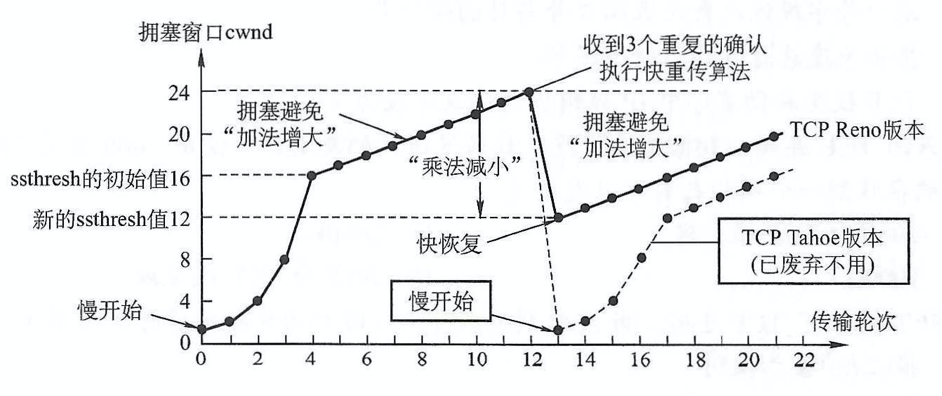 拥塞窗口cwnd
收到3个重复的确认
执行快重传算法
24
拥塞避免
“加法增大”
拥塞避免
“加法增大”
20
TCP Reno版本
“乘法减小”
ssthresh的初始值16
新的ssthresh值12
快恢复
TCP Tahoe版本
(已废弃不用)
8
慢开始
4
慢开始
传输轮次
0
0 2 4 6 8 10 12 14 16 18 20 22